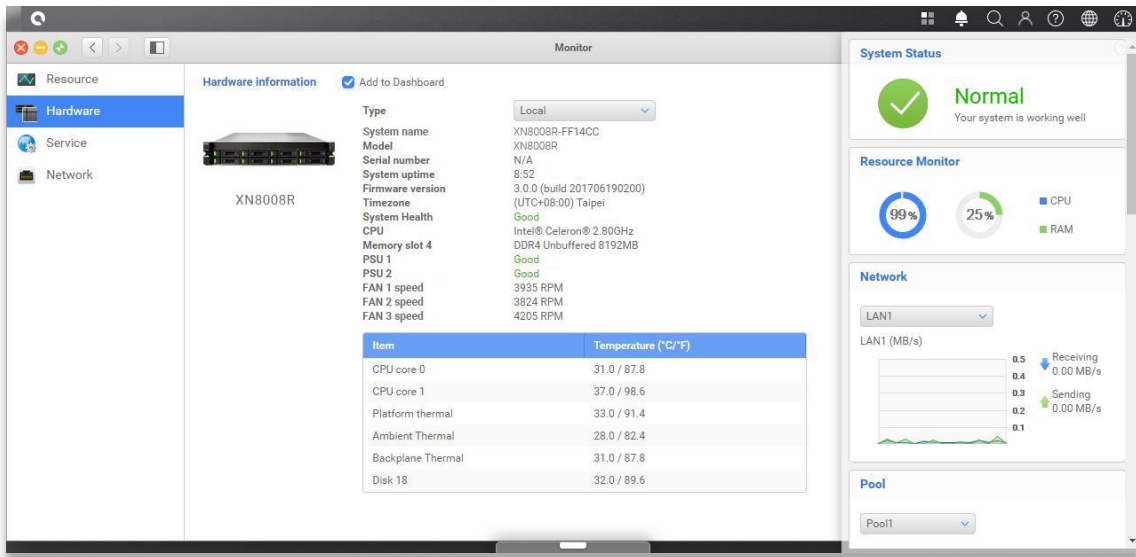 Monitor
Resource
Hardware
Service
Network
Hardware information
Add to Dashboard
XN8008R
Type Local
System name XN8008R-FF14CC
Model XN8008R
Serial number N/A
System uptime 8:52
Firmware version 3.0.0 (build 201706190200)
Timezone (UTC+08:00) Taipei
System Health Good
CPU Intel® Celeron® 2.80GHz
Memory slot 4 DDR4 Unbuffered 8192MB
PSU 1 Good
PSU 2 Good
FAN 1 speed 3935 RPM
FAN 2 speed 3824 RPM
FAN 3 speed 4205 RPM
Item Temperature (°C/°F)
CPU core 0 31.0 / 87.8
CPU core 1 37.0 / 98.6
Platform thermal 33.0 / 91.4
Ambient Thermal 28.0 / 82.4
Backplane Thermal 31.0 / 87.8
Disk 18 32.0 / 89.6
System Status
Normal
Your system is working well
Resource Monitor
99% 25%
CPU
RAM
Network
LAN1
LAN1 (MB/s)
0.5
0.4
0.3
0.2
0.1
Receiving
0.00 MB/s
Sending
0.00 MB/s
Pool
Pool1